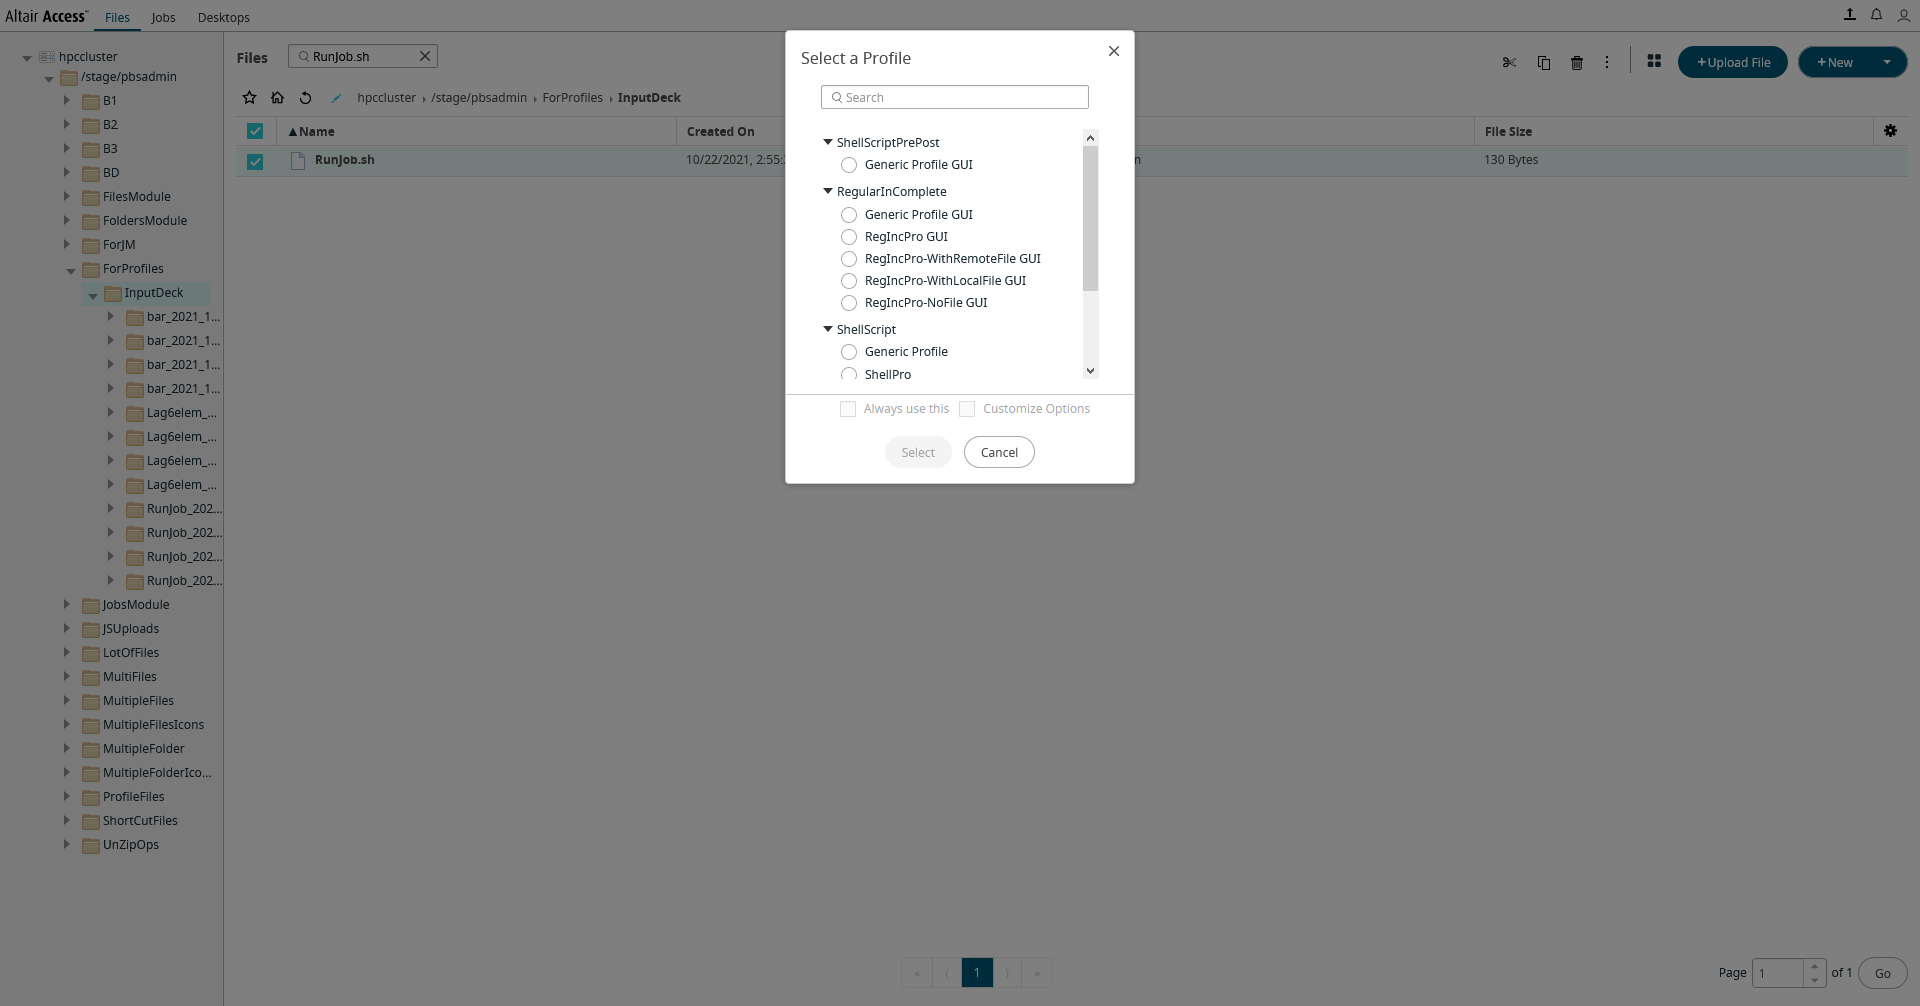 Altair Access™ Files Jobs Desktops
hpccluster
/stage/pbsadmin
B1
B2
B3
BD
FilesModule
FoldersModule
ForJM
ForProfiles
InputDeck
bar_2021_1...
bar_2021_1...
bar_2021_1...
bar_2021_1...
Lag6elem_...
Lag6elem_...
Lag6elem_...
Lag6elem_...
RunJob_202...
RunJob_202...
RunJob_202...
RunJob_202...
JobsModule
JSUploads
LotOfFiles
MultiFiles
MultipleFiles
MultipleFilesIcons
MultipleFolder
MultipleFolderIco...
ProfileFiles
ShortCutFiles
UnZipOps
Files RunJob.sh
+Upload File +New
hpccluster › /stage/pbsadmin › ForProfiles › InputDeck
▲Name Created On File Size
RunJob.sh 10/22/2021, 2:55: n 130 Bytes
Select a Profile
Search
ShellScriptPrePost
Generic Profile GUI
RegularInComplete
Generic Profile GUI
RegIncPro GUI
RegIncPro-WithRemoteFile GUI
RegIncPro-WithLocalFile GUI
RegIncPro-NoFile GUI
ShellScript
Generic Profile
ShellPro
Always use this Customize Options
Select Cancel
« ⟨ 1 ⟩ » Page 1 of 1 Go